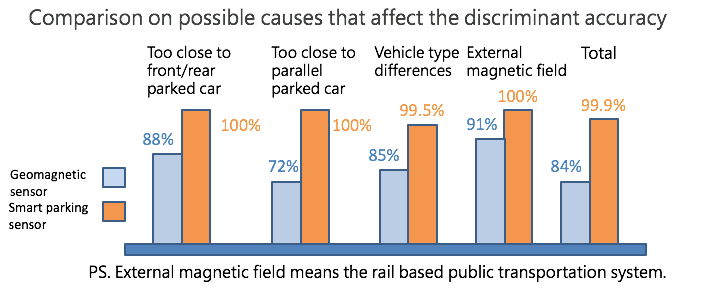 Comparison on possible causes that affect the discriminant accuracy
Too close to
front/rear
parked car
Too close to
parallel
parked car
Vehicle type
differences
External
magnetic field
Total
88%
100%
72%
100%
85%
99.5%
91%
100%
84%
99.9%
Geomagnetic
sensor
Smart parking
sensor
PS. External magnetic field means the rail based public transportation system.